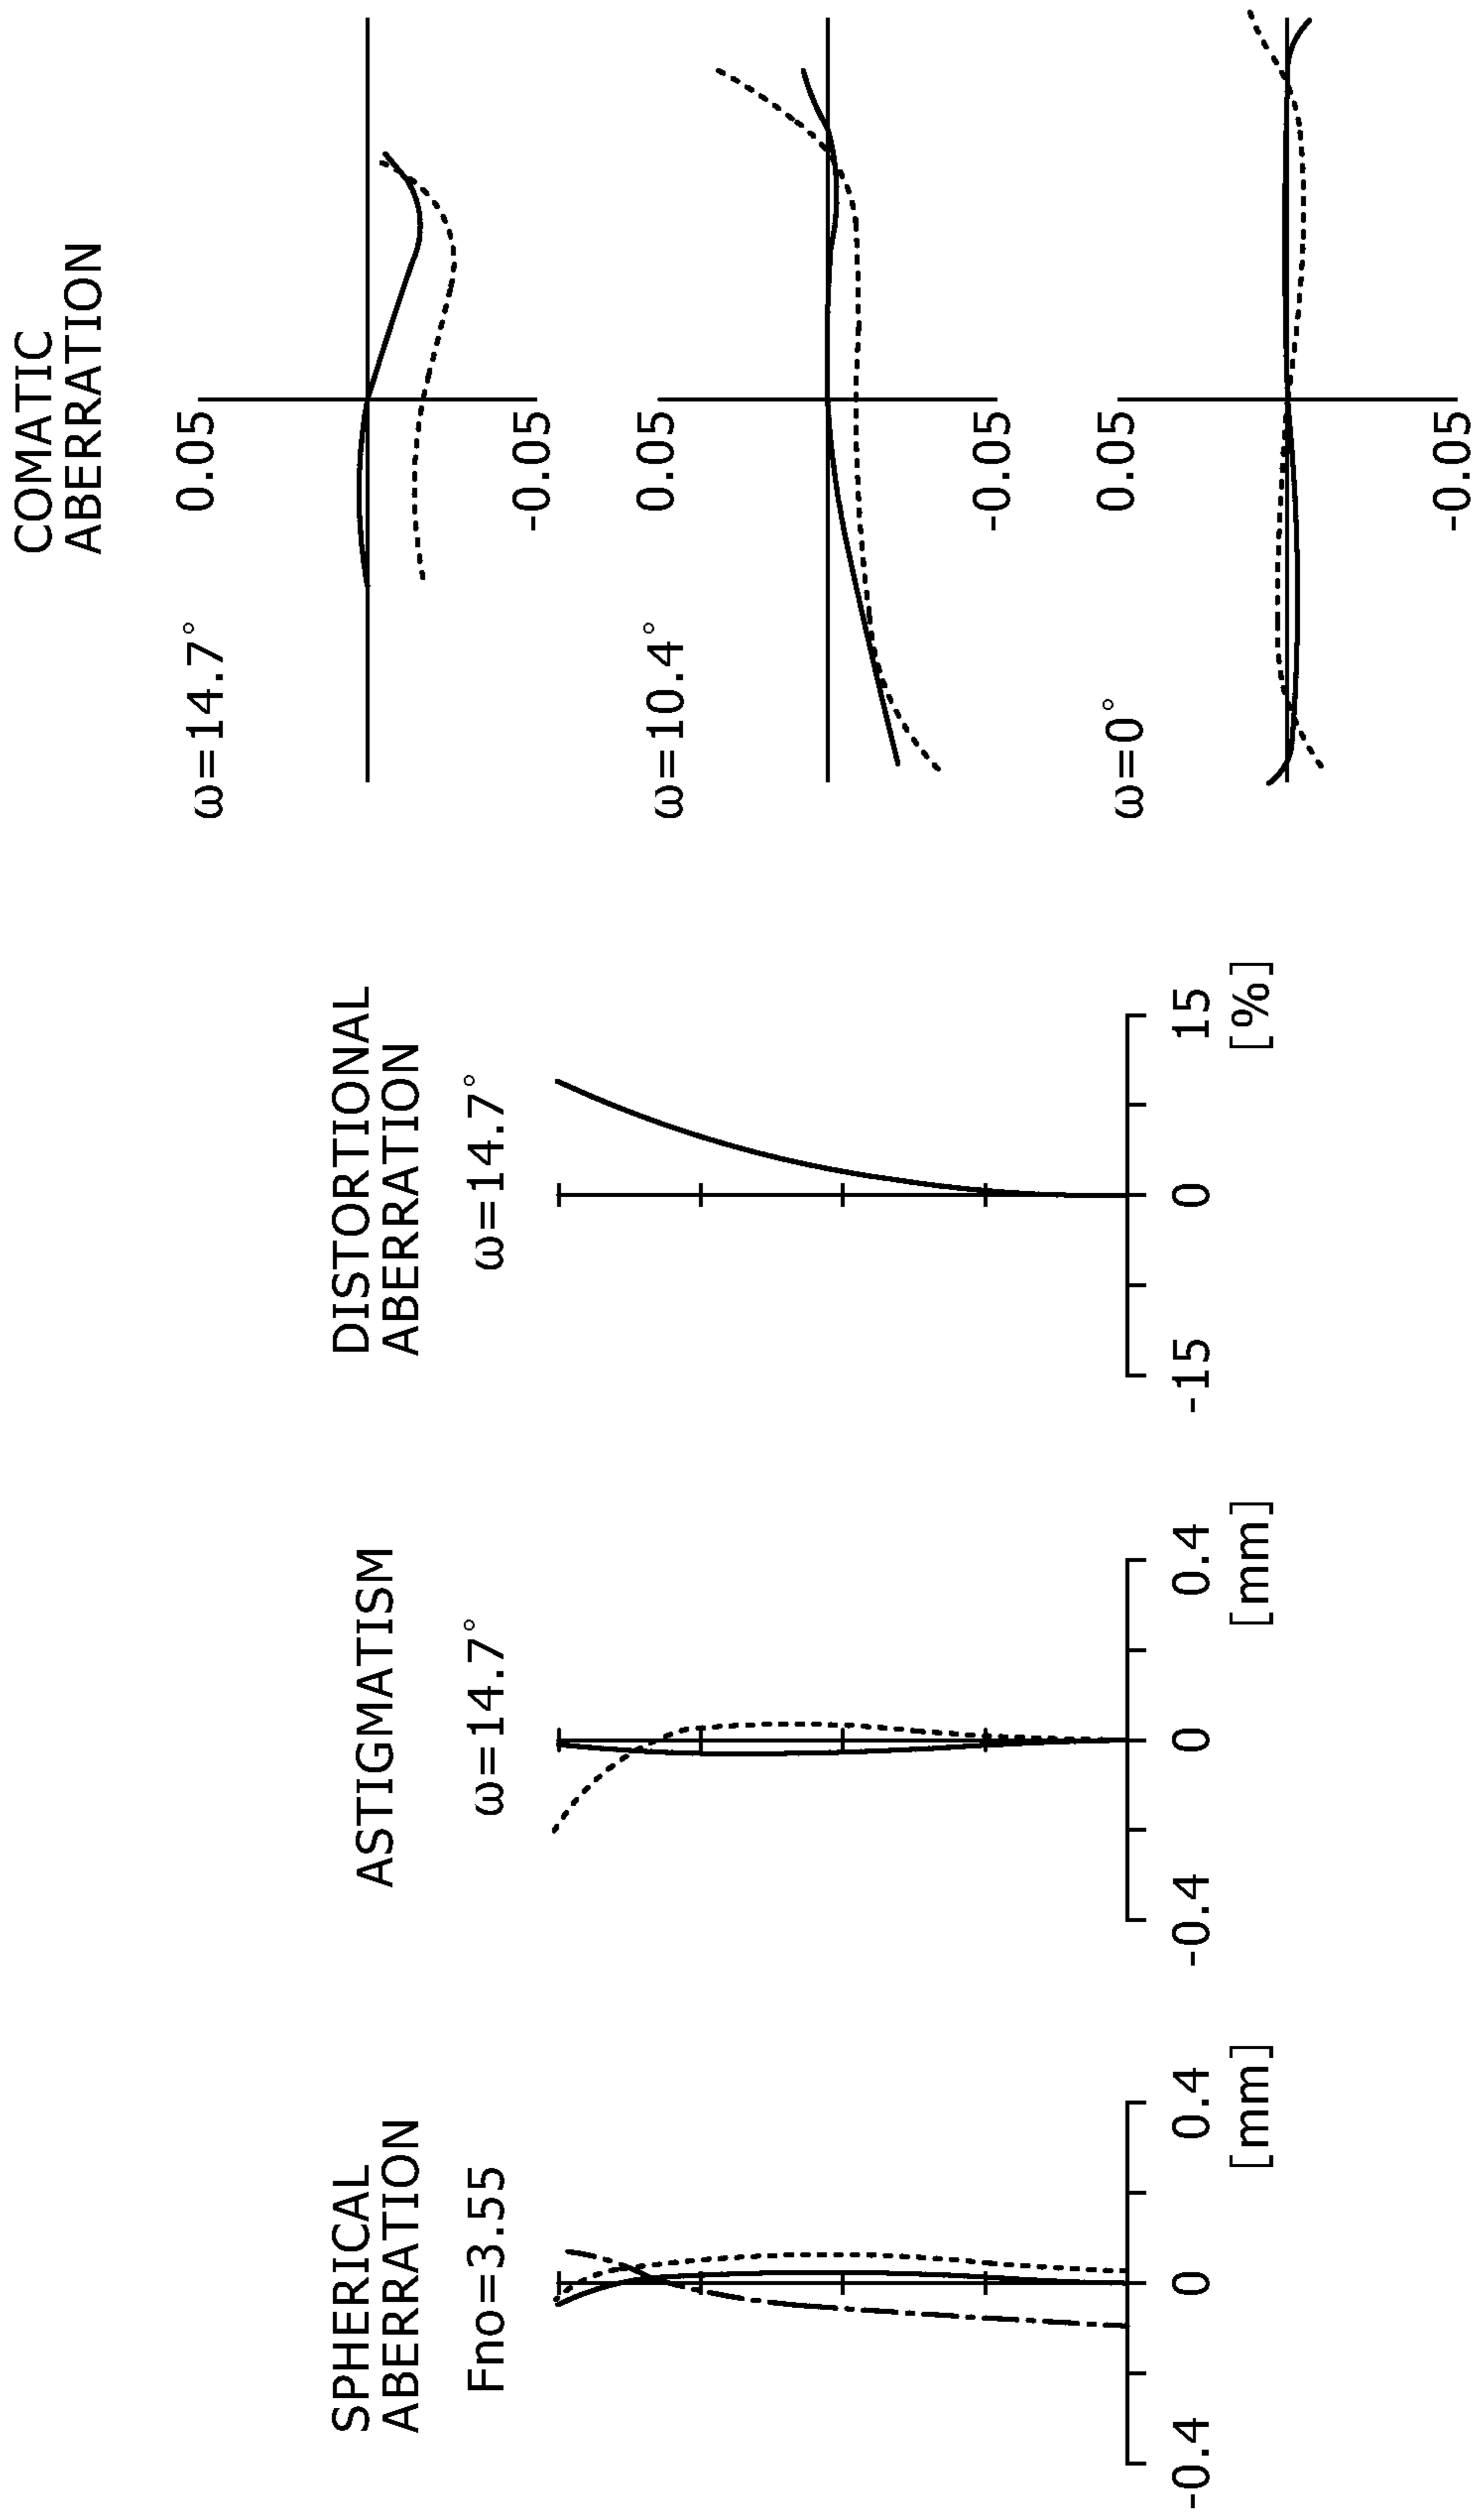 SPHERICAL
ABERRATION
Fno=3.55
-0.4
0
0.4
[mm]
ASTIGMATISM
ω=14.7°
-0.4
0
0.4
[mm]
DISTORTIONAL
ABERRATION
ω=14.7°
-15
0
15
[%]
COMATIC
ABERRATION
ω=14.7°
0.05
-0.05
ω=10.4°
0.05
-0.05
ω=0°
0.05
-0.05